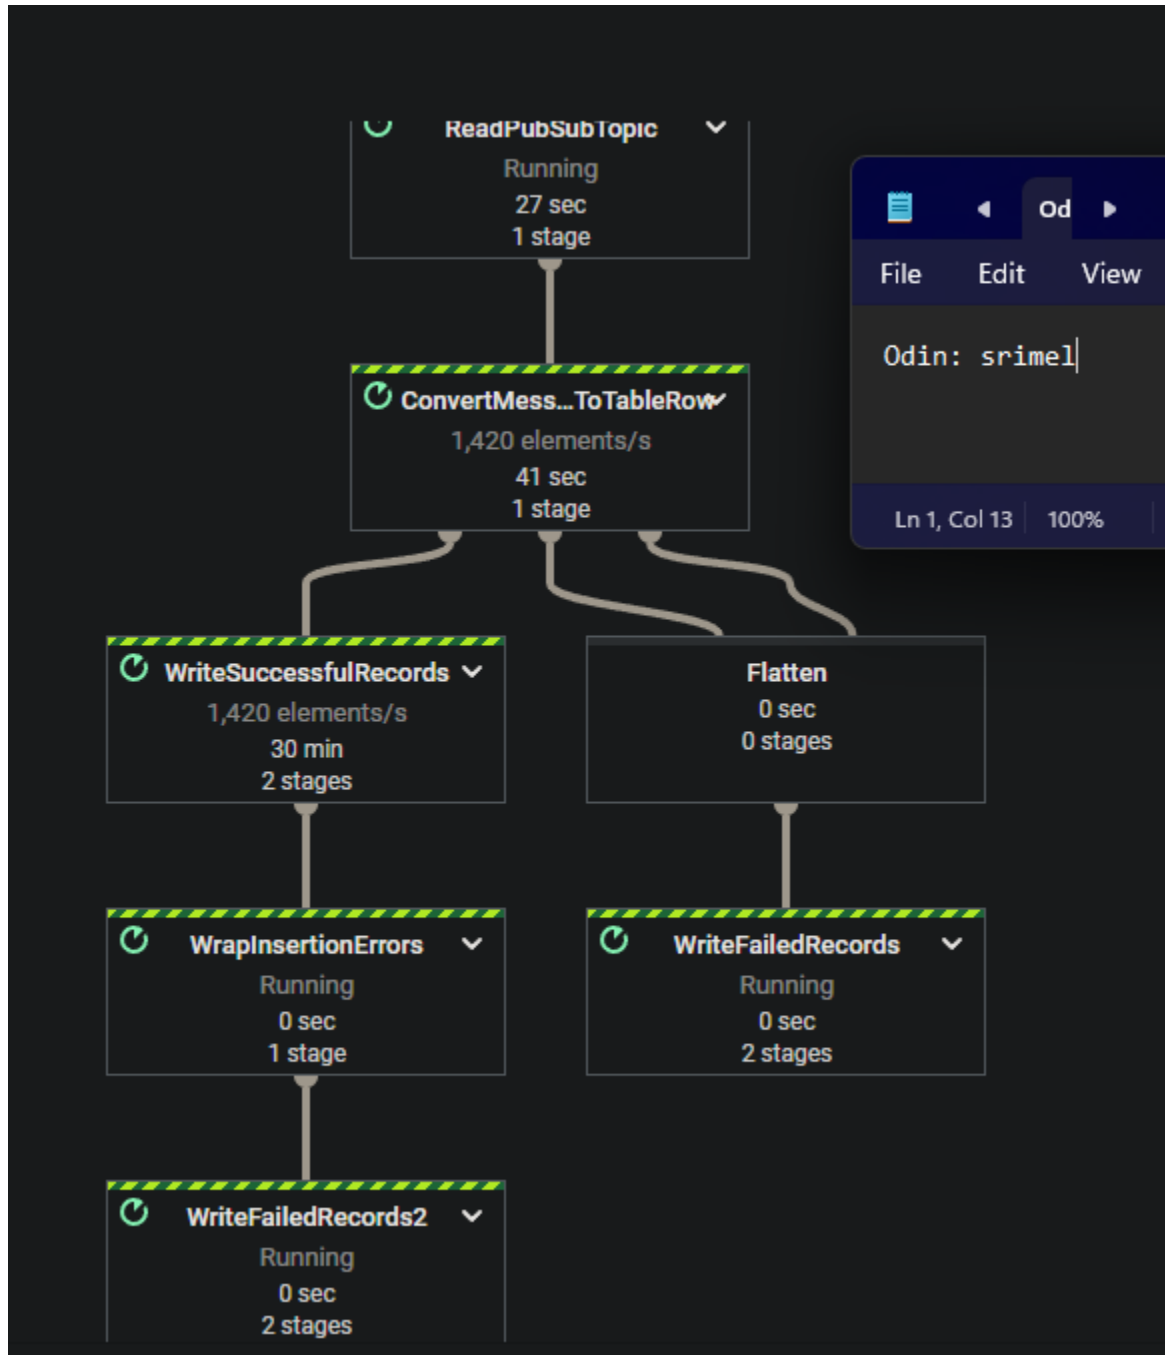 ReadPubSubTopic
Running
27 sec
1 stage
Od
File Edit View
Odin: srimel
Ln 1, Col 13 100%
ConvertMess...ToTableRow
1,420 elements/s
41 sec
1 stage
WriteSuccessfulRecords
1,420 elements/s
30 min
2 stages
Flatten
0 sec
0 stages
WrapInsertionErrors
Running
0 sec
1 stage
WriteFailedRecords
Running
0 sec
2 stages
WriteFailedRecords2
Running
0 sec
2 stages